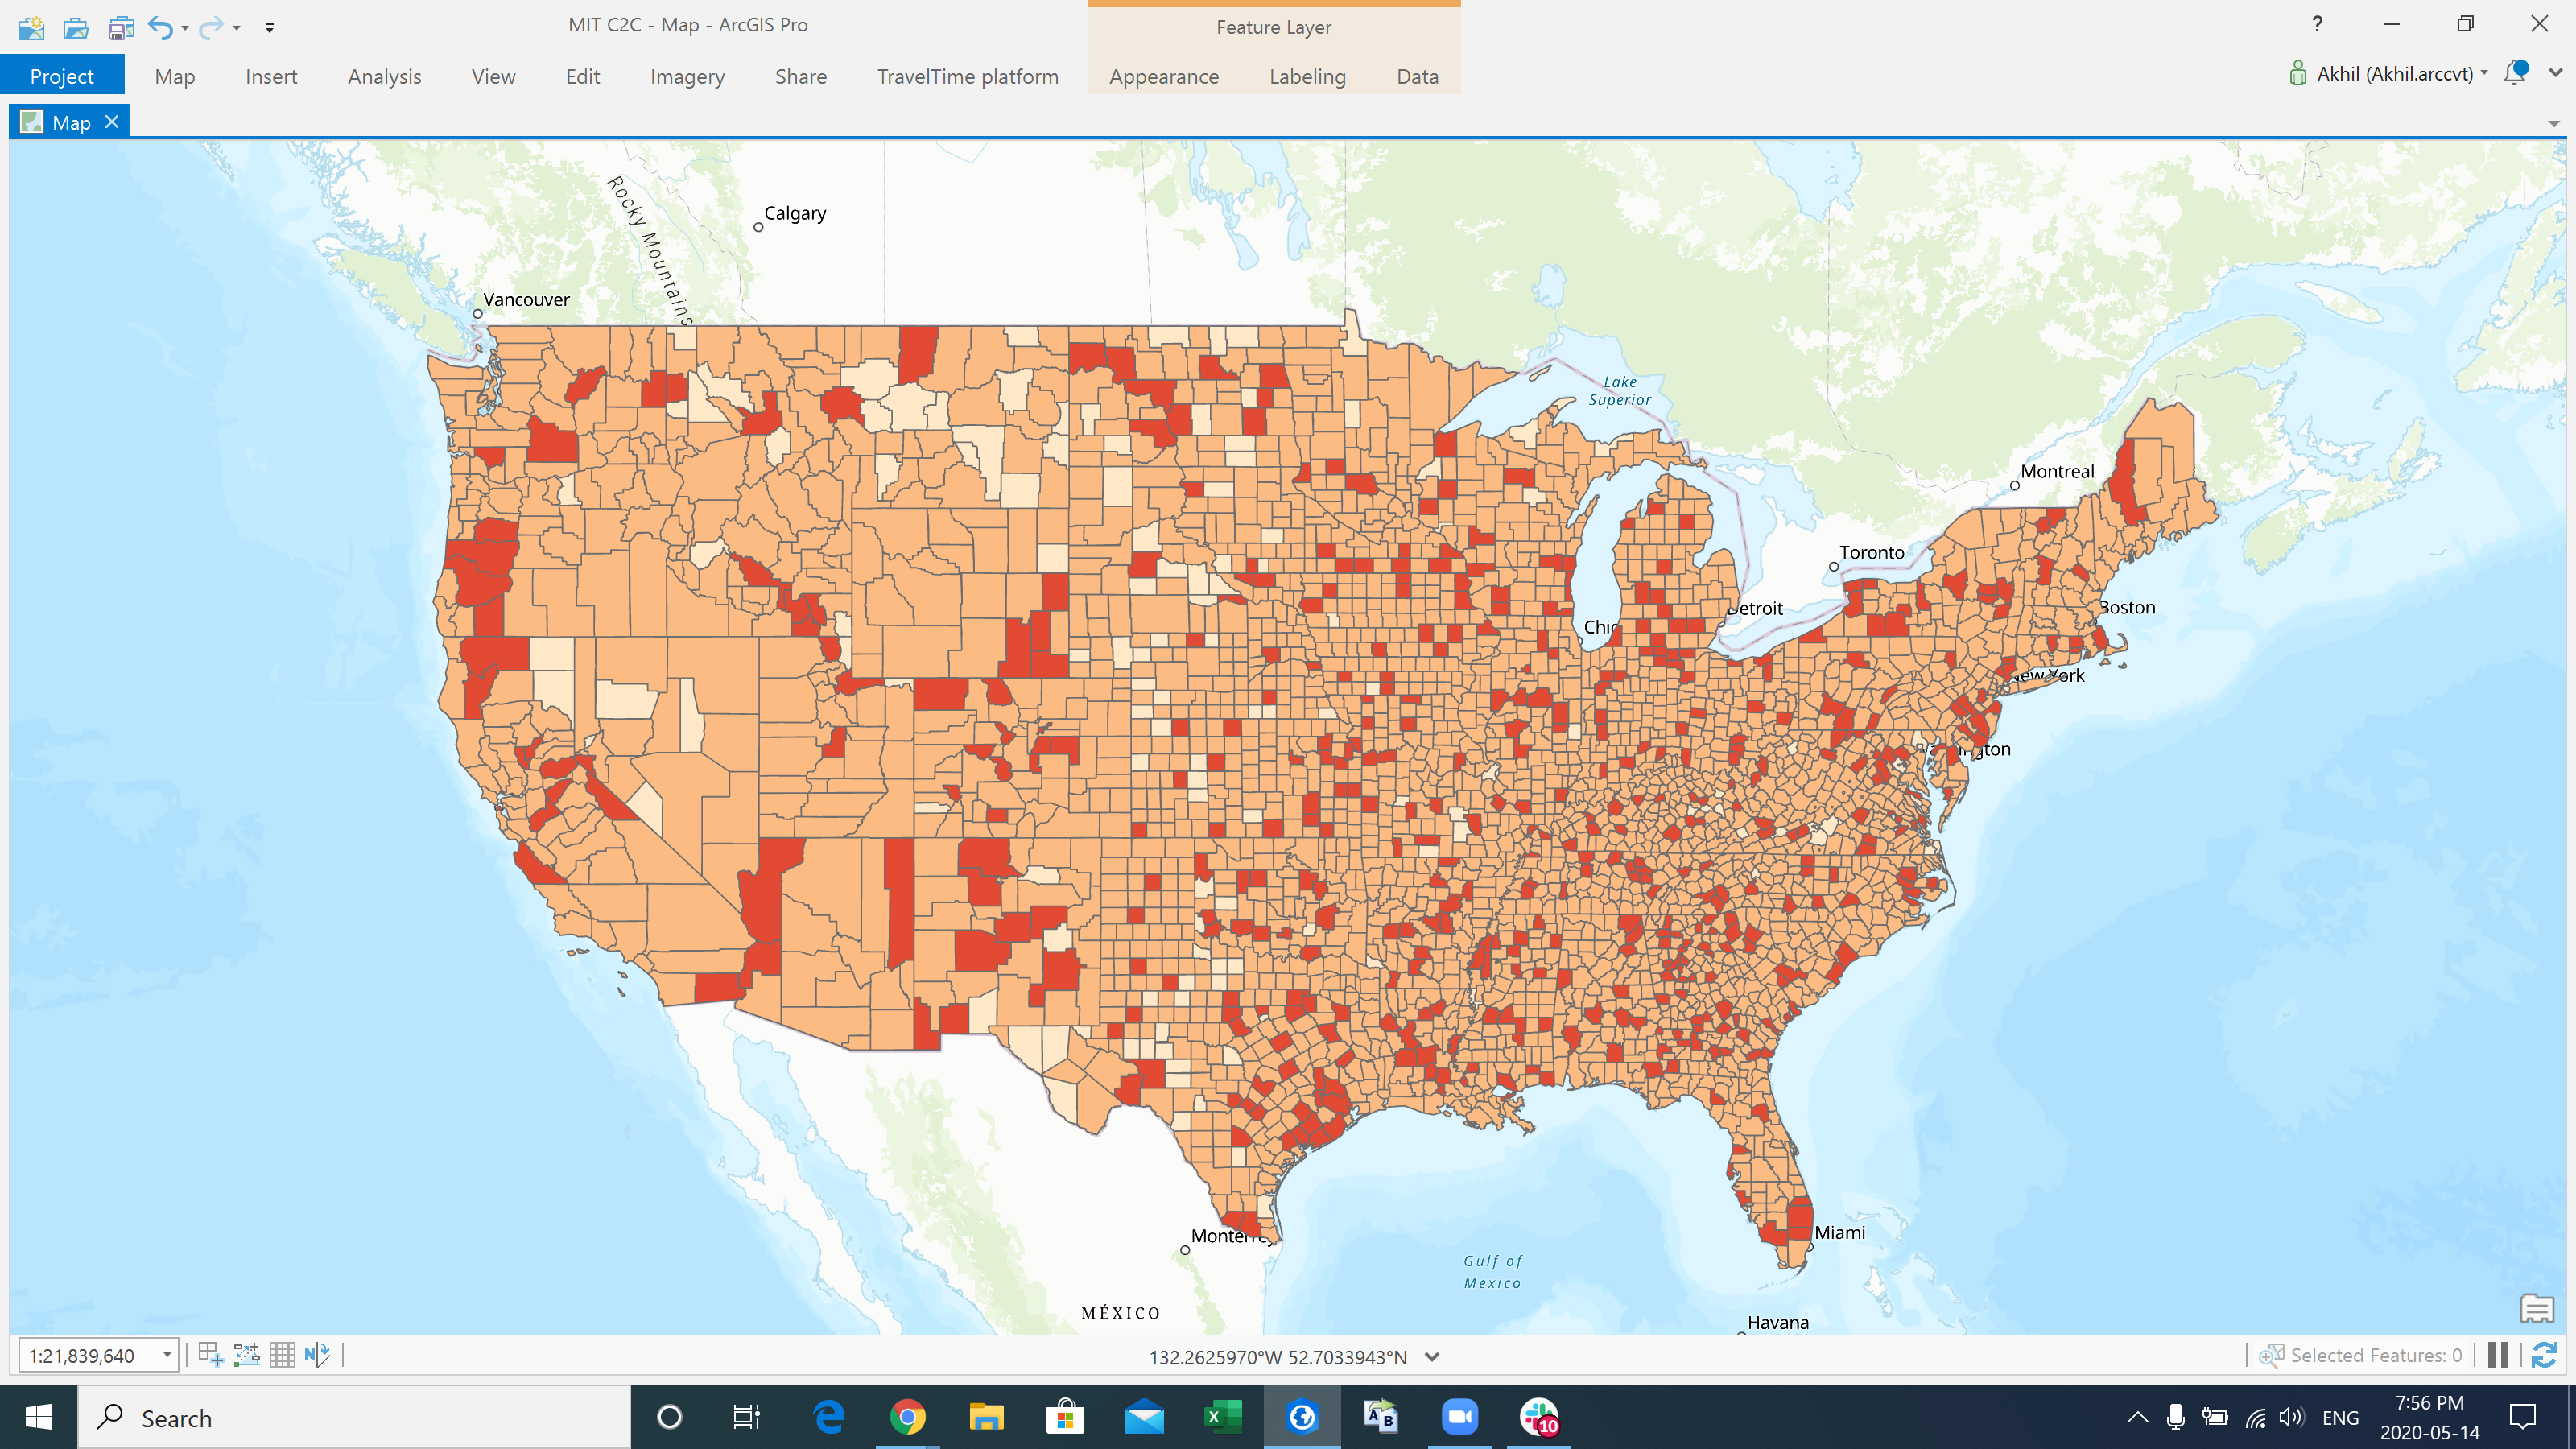 MIT C2C - Map - ArcGIS Pro
Feature Layer
?
Project Map Insert Analysis View Edit Imagery Share TravelTime platform Appearance Labeling Data
Akhil (Akhil.arccvt)
Map
Rocky Mountains
Calgary
Vancouver
Lake
Superior
Montreal
Toronto
Detroit
Boston
Chic
New York
ngton
Miami
Monterrey
Gulf of
Mexico
MÉXICO
Havana
1:21,839,640
N
132.2625970°W 52.7033943°N
Selected Features: 0
Search
X
A B
10
ENG
7:56 PM
2020-05-14